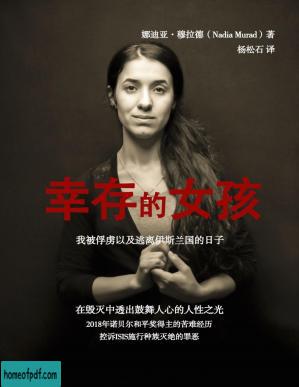 娜迪亚・穆拉德（Nadia Murad）著
杨松石 译
幸存的女孩
我被俘虏以及逃离伊斯兰国的日子
在毁灭中透出鼓舞人心的人性之光
2018年诺贝尔和平奖得主的苦难经历
控诉ISIS施行种族灭绝的罪恶
homeofpdf.com